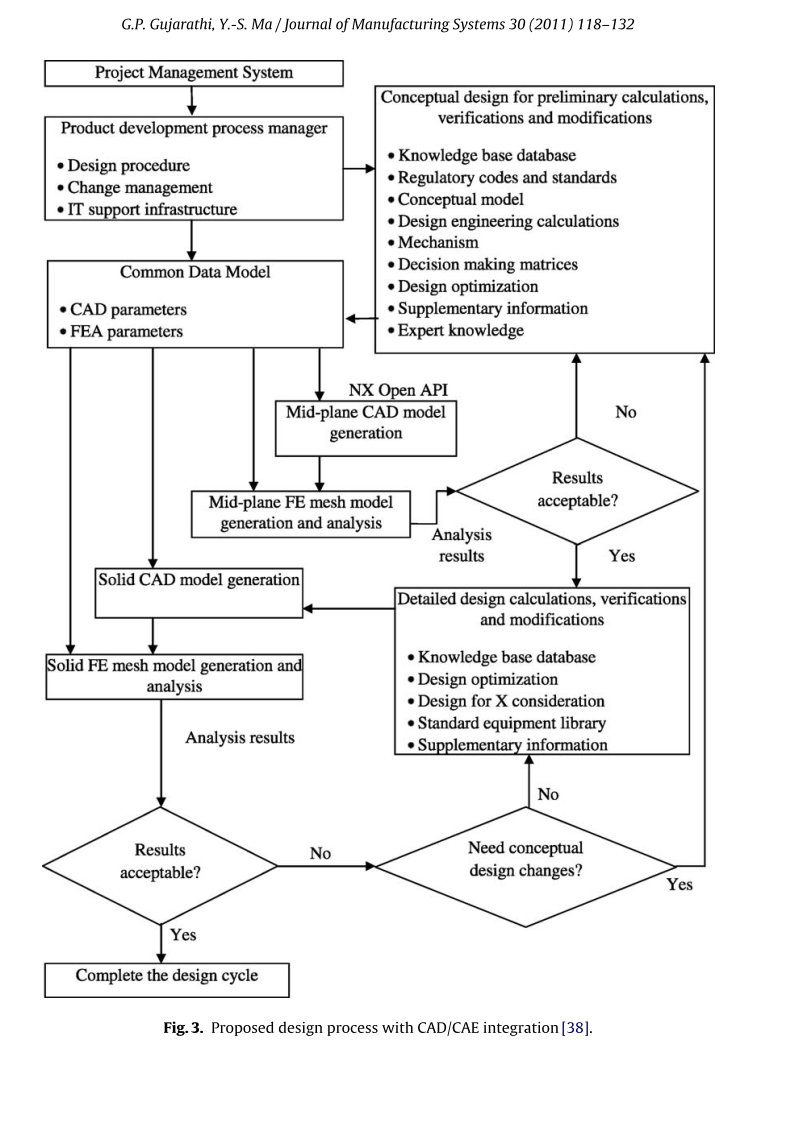 G.P. Gujarathi, Y.-S. Ma / Journal of Manufacturing Systems 30 (2011) 118–132
Project Management System
Product development process manager
• Design procedure
• Change management
• IT support infrastructure
Conceptual design for preliminary calculations,
verifications and modifications
• Knowledge base database
• Regulatory codes and standards
• Conceptual model
• Design engineering calculations
• Mechanism
• Decision making matrices
• Design optimization
• Supplementary information
• Expert knowledge
Common Data Model
• CAD parameters
• FEA parameters
NX Open API
Mid-plane CAD model
generation
No
Mid-plane FE mesh model
generation and analysis
Results
acceptable?
Analysis
results
Yes
Solid CAD model generation
Detailed design calculations, verifications
and modifications
• Knowledge base database
• Design optimization
• Design for X consideration
• Standard equipment library
• Supplementary information
Solid FE mesh model generation and
analysis
Analysis results
No
Results
acceptable?
No
Need conceptual
design changes?
Yes
Yes
Complete the design cycle
Fig. 3. Proposed design process with CAD/CAE integration [38].